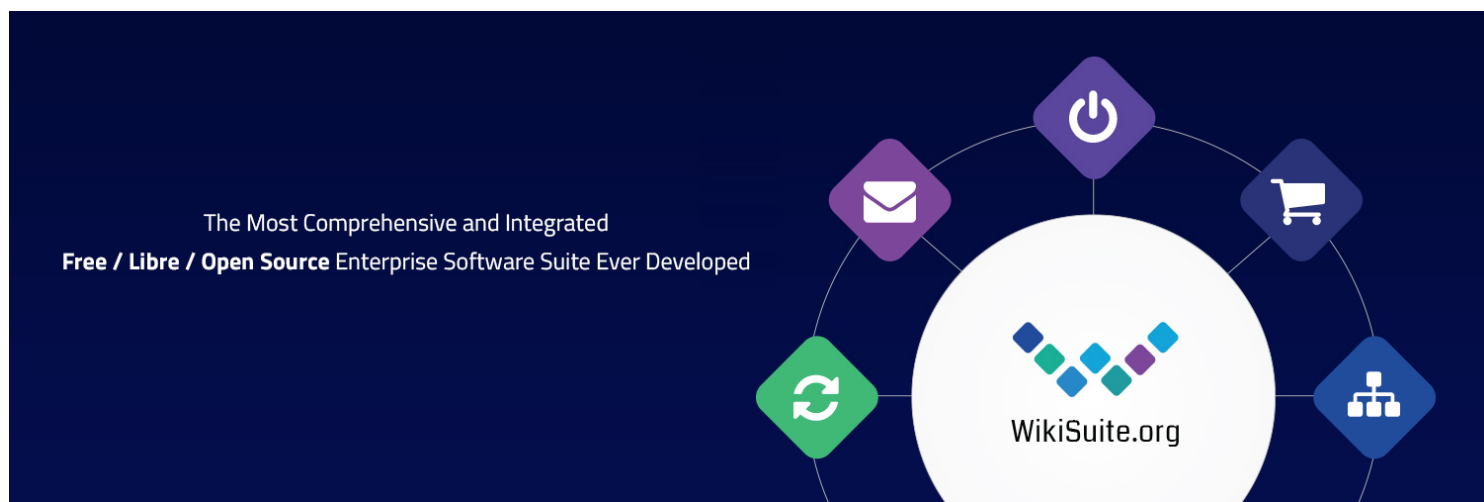 The Most Comprehensive and Integrated
Free / Libre / Open Source Enterprise Software Suite Ever Developed
WikiSuite.org